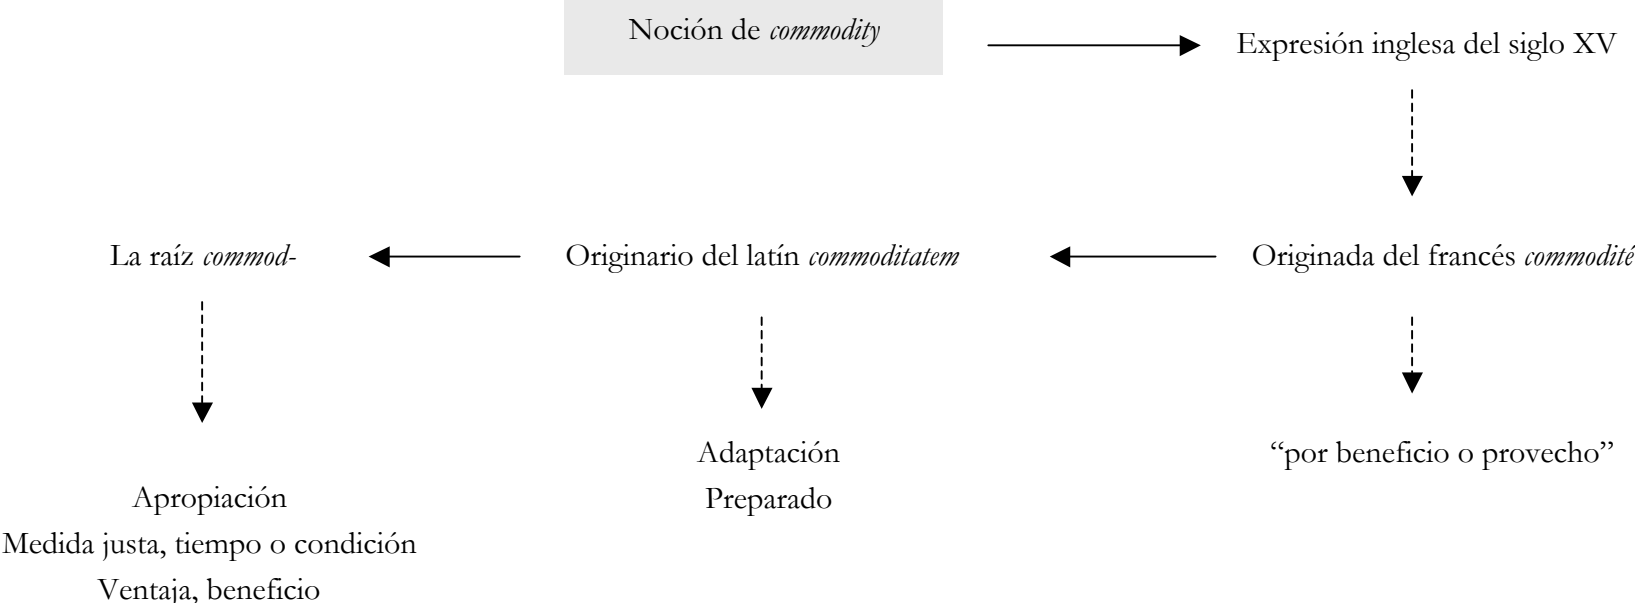 Noción de commodity
Expresión inglesa del siglo XV
La raíz commod-
Originario del latín commoditatem
Originada del francés commodité
Adaptación
Preparado
“por beneficio o provecho”
Apropiación
Medida justa, tiempo o condición
Ventaja, beneficio